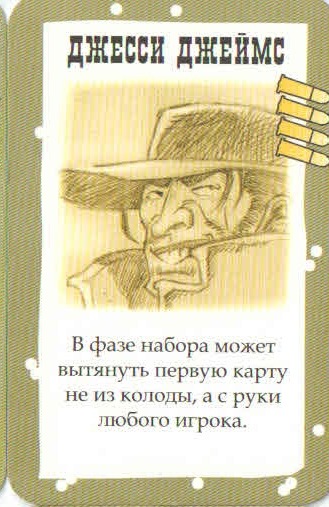 ДЖЕССИ ДЖЕЙМС
В фазе набора может
вытянуть первую карту
не из колоды, а с руки
любого игрока.